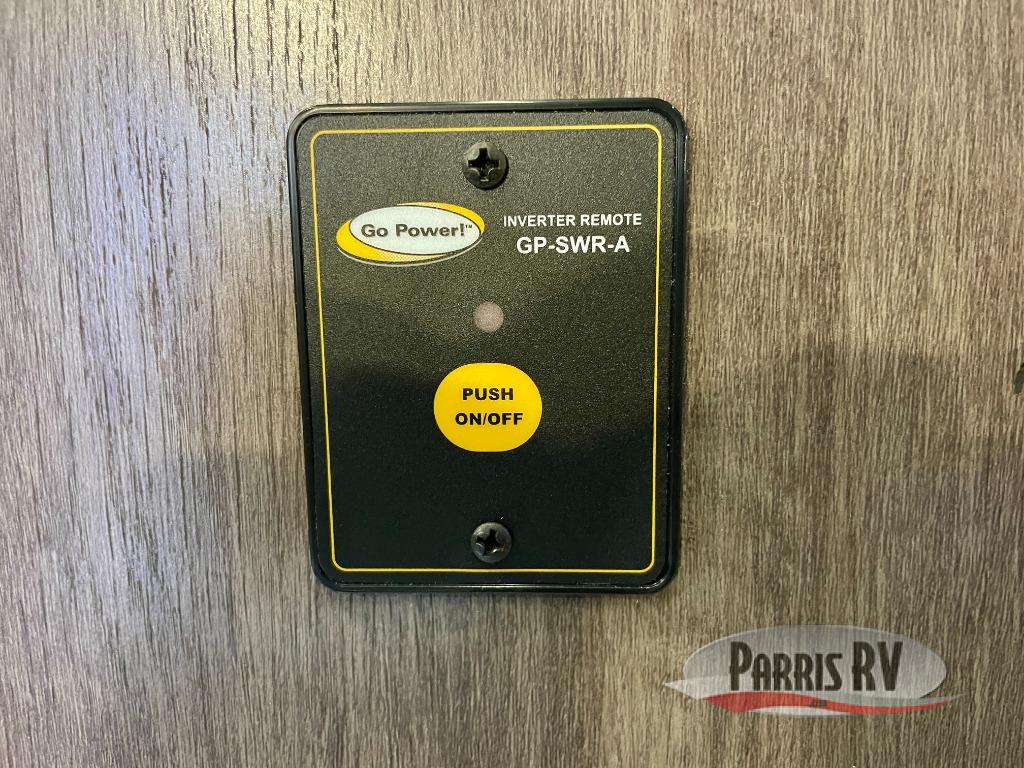 Go Power!™
INVERTER REMOTE
GP-SWR-A
PUSH
ON/OFF
PARRIS RV